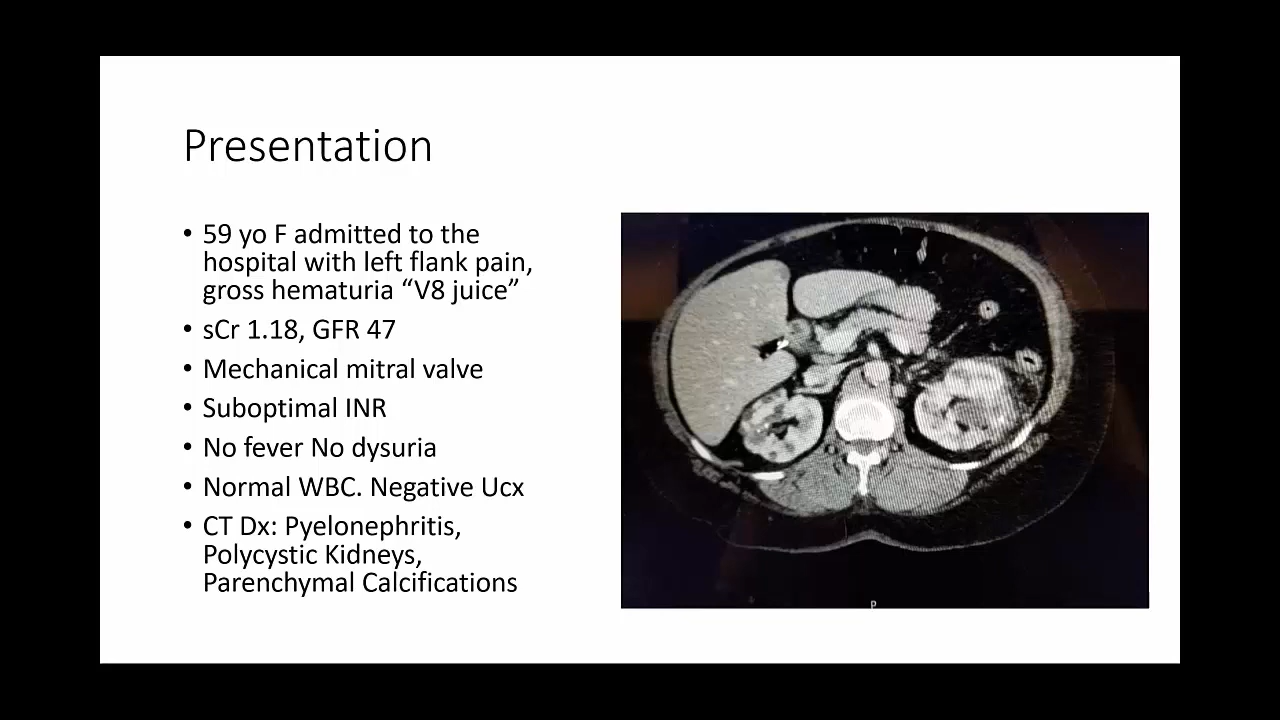 Presentation
• 59 yo F admitted to the
hospital with left flank pain,
gross hematuria “V8 juice”
• sCr 1.18, GFR 47
• Mechanical mitral valve
• Suboptimal INR
• No fever No dysuria
• Normal WBC. Negative Ucx
• CT Dx: Pyelonephritis,
Polycystic Kidneys,
Parenchymal Calcifications
P